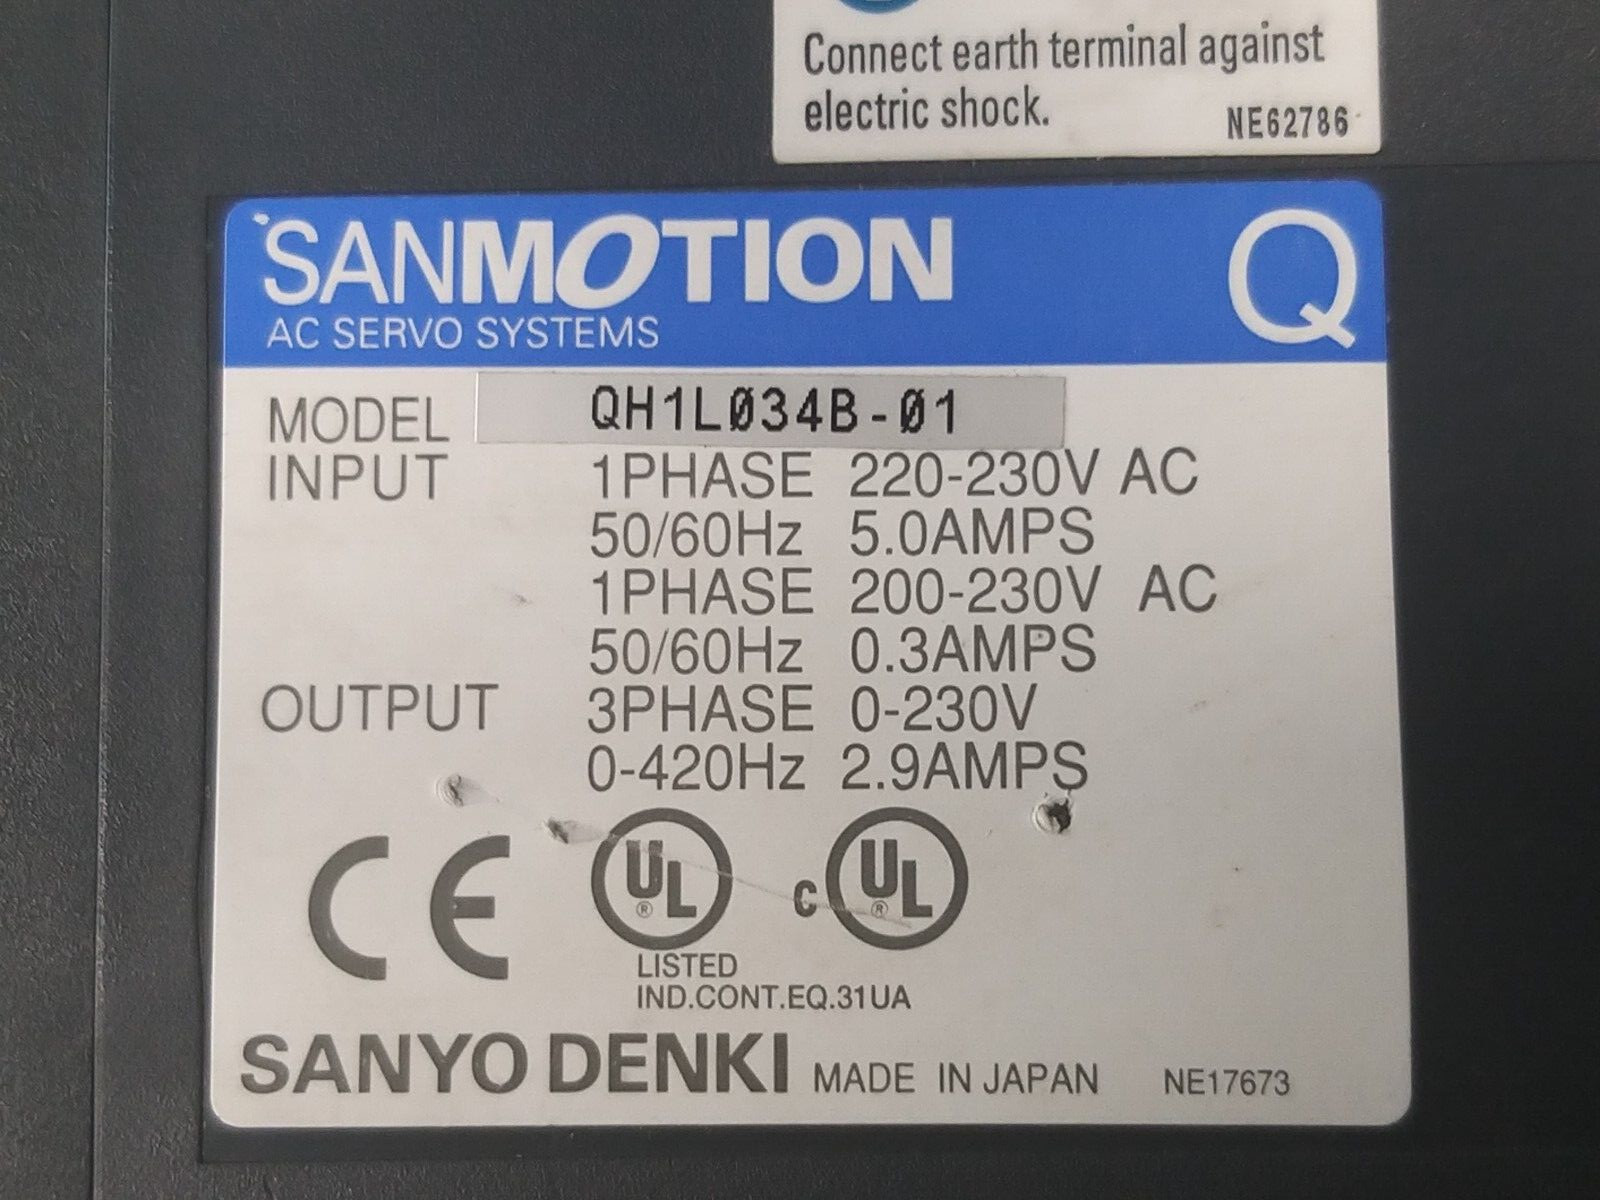 Connect earth terminal against
electric shock.
NE62786
SANMOTION Q
AC SERVO SYSTEMS
MODEL QH1L034B-01
INPUT 1PHASE 220-230V AC
50/60Hz 5.0AMPS
1PHASE 200-230V AC
50/60Hz 0.3AMPS
OUTPUT 3PHASE 0-230V
0-420Hz 2.9AMPS
CE UL ® c UL ®
LISTED
IND.CONT.EQ.31UA
SANYO DENKI MADE IN JAPAN NE17673